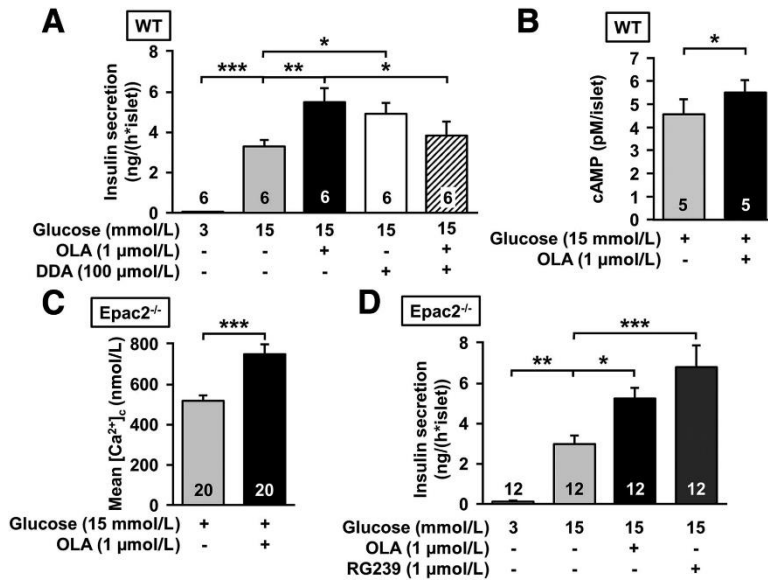 A
WT
Insulin secretion
(ng/(h*islet))
8
6
4
2
0
*
*** ** *
6 6 6 6 6
Glucose (mmol/L) 3 15 15 15 15
OLA (1 µmol/L) - - + - +
DDA (100 µmol/L) - - - + +
B
WT
cAMP (pM/islet)
7
6
5
4
3
2
1
0
*
5 5
Glucose (15 mmol/L) + +
OLA (1 µmol/L) - +
C
Epac2-/-
Mean [Ca2+]c (nmol/L)
800
600
400
200
0
***
20 20
Glucose (15 mmol/L) + +
OLA (1 µmol/L) - +
D
Epac2-/-
Insulin secretion
(ng/(h*islet))
8
6
4
2
0
***
** *
12 12 12 12
Glucose (mmol/L) 3 15 15 15
OLA (1 µmol/L) - - + -
RG239 (1 µmol/L) - - - +